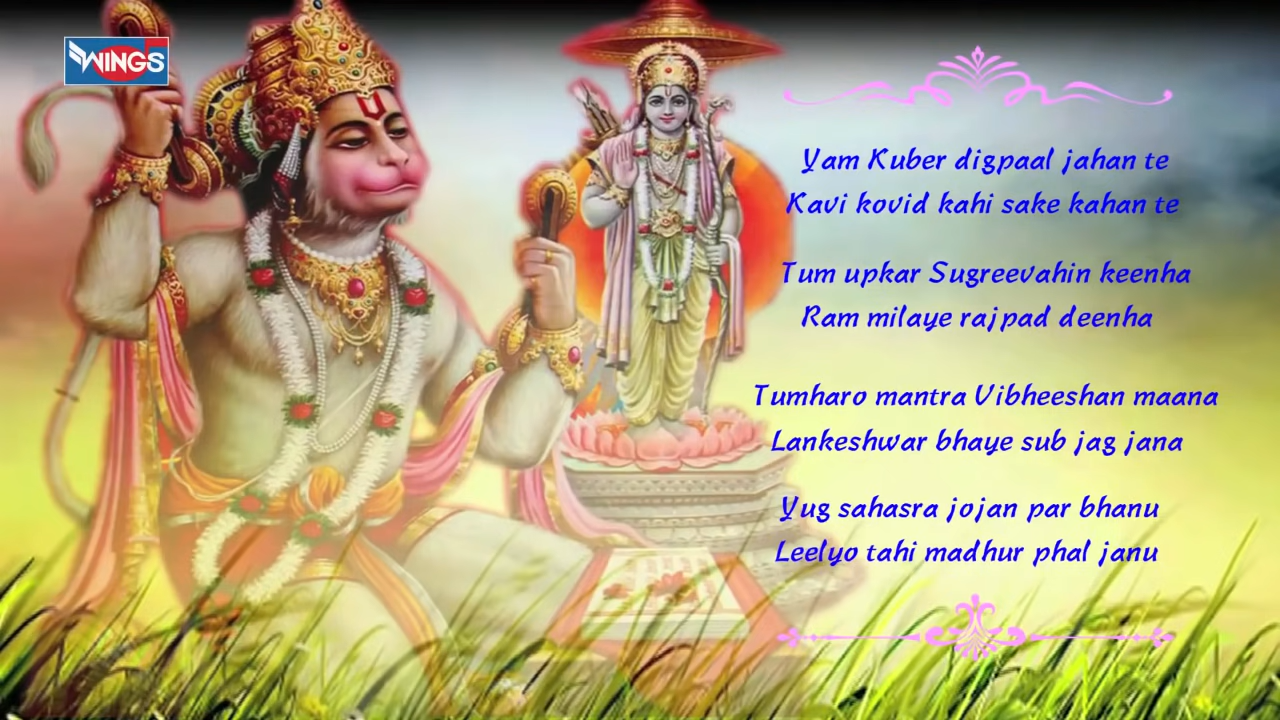 WINGS
Yam Kuber digpaal jahan te
Kavi kovid kahi sake kahan te
Tum upkar Sugreevahin keenha
Ram milaye rajpad deenha
Tumharo mantra Vibheeshan maana
Lankeshwar bhaye sub jag jana
Yug sahasra jojan par bhanu
Leelyo tahi madhur phal janu